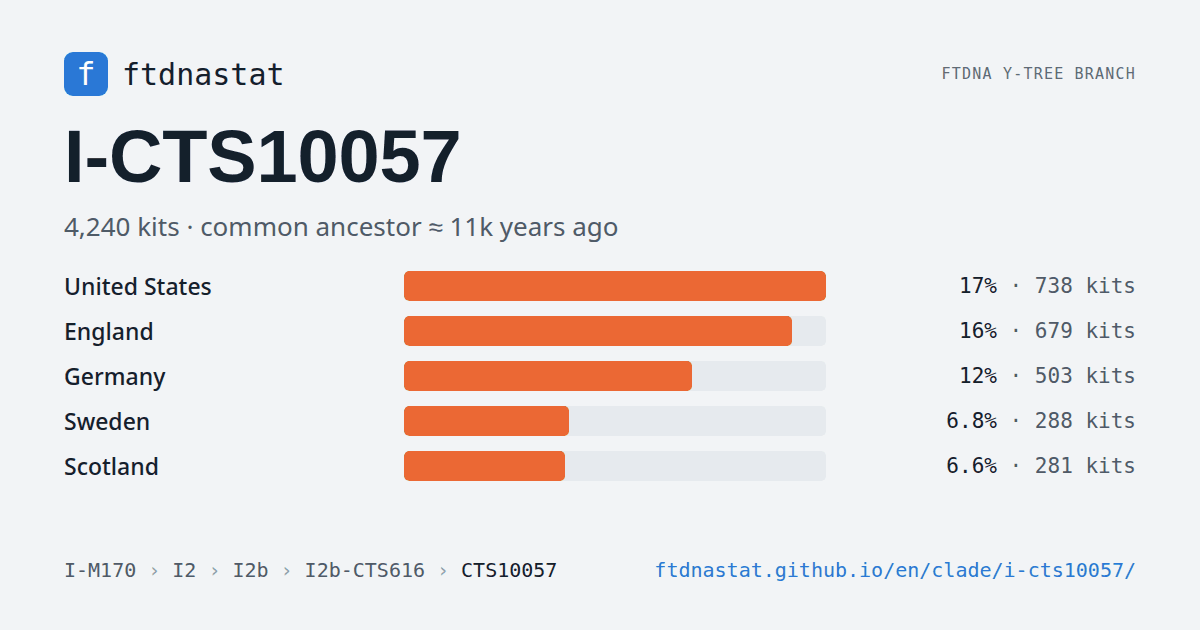 f ftdnastat
FTDNA Y-TREE BRANCH
I-CTS10057
4,240 kits · common ancestor ≈ 11k years ago
United States 17% · 738 kits
England 16% · 679 kits
Germany 12% · 503 kits
Sweden 6.8% · 288 kits
Scotland 6.6% · 281 kits
I-M170 › I2 › I2b › I2b-CTS616 › CTS10057
ftdnastat.github.io/en/clade/i-cts10057/